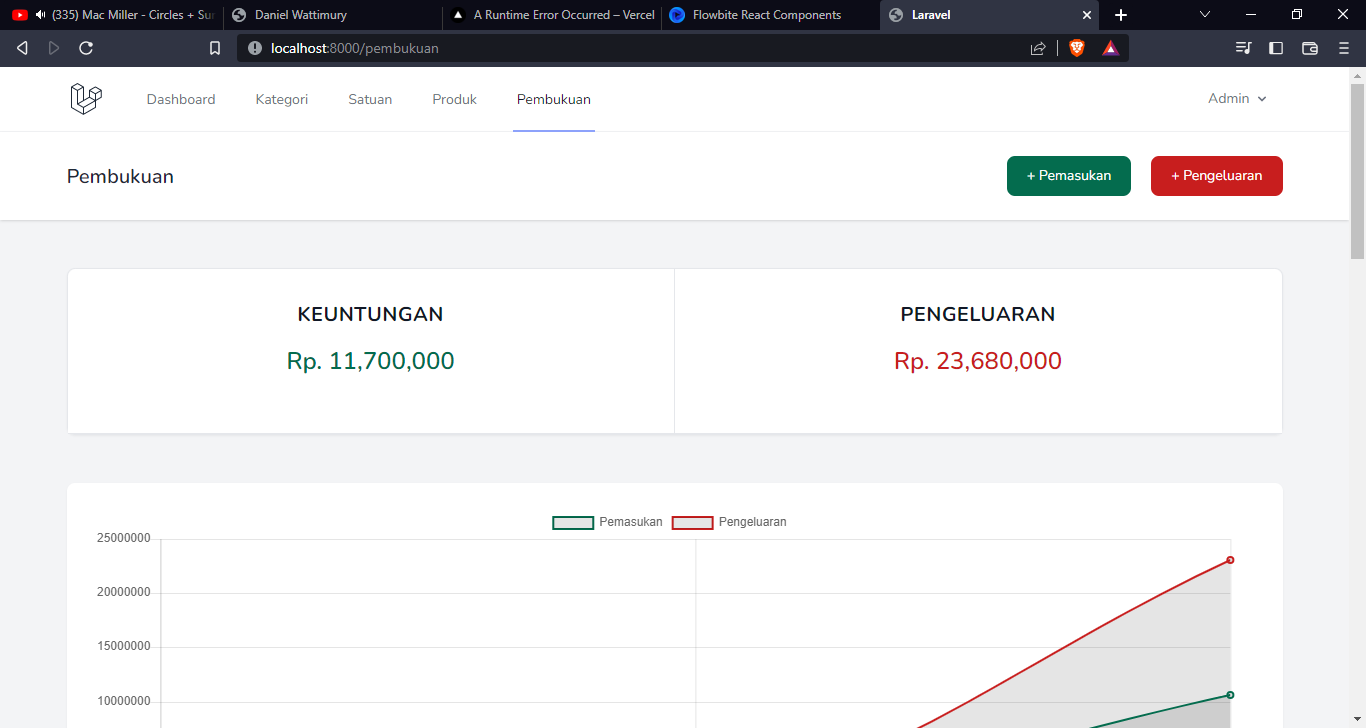 (335) Mac Miller - Circles + Sur
Daniel Wattimury
A Runtime Error Occurred – Vercel
Flowbite React Components
Laravel
localhost:8000/pembukuan
Dashboard Kategori Satuan Produk Pembukuan Admin
Pembukuan + Pemasukan + Pengeluaran
KEUNTUNGAN PENGELUARAN
Rp. 11,700,000 Rp. 23,680,000
Pemasukan Pengeluaran
25000000
20000000
15000000
10000000